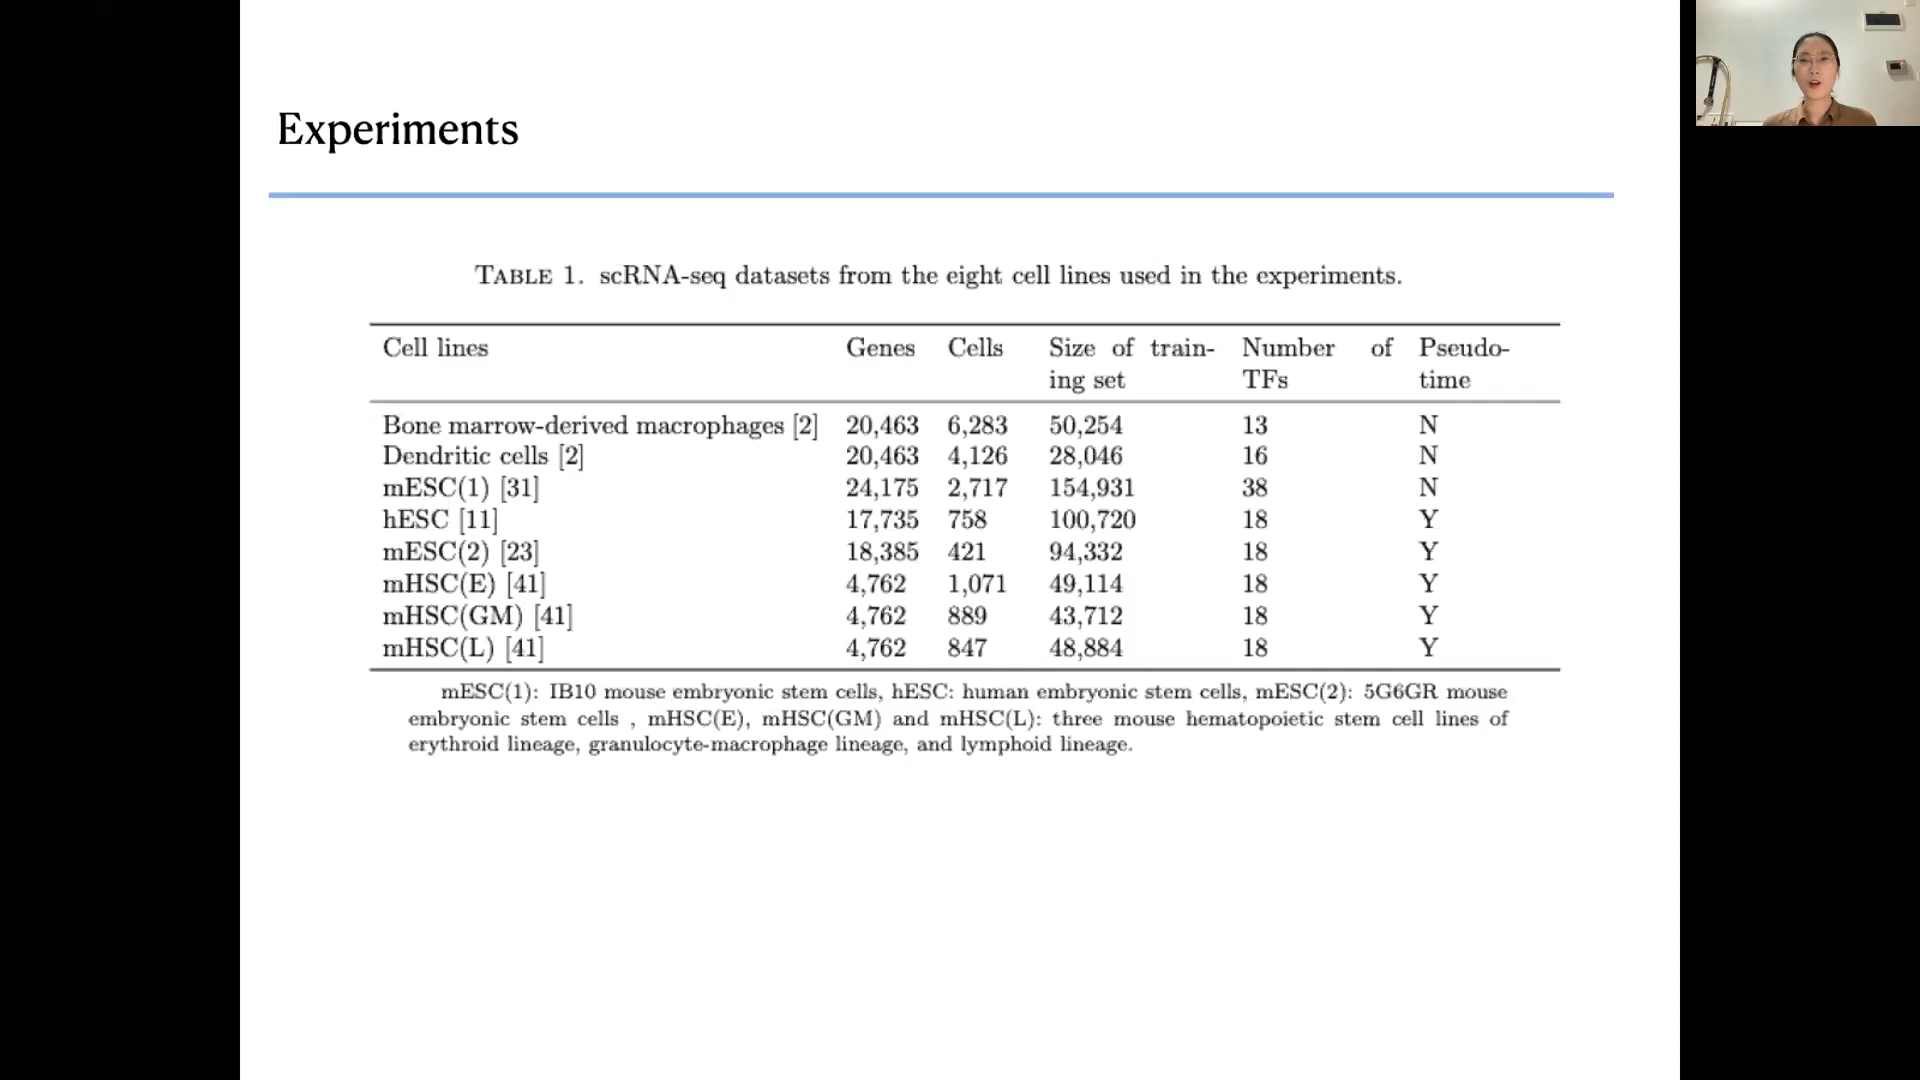 Experiments
TABLE 1. scRNA-seq datasets from the eight cell lines used in the experiments.
Cell lines Genes Cells Size of train- Number of Pseudo-
ing set TFs time
Bone marrow-derived macrophages [2] 20,463 6,283 50,254 13 N
Dendritic cells [2] 20,463 4,126 28,046 16 N
mESC(1) [31] 24,175 2,717 154,931 38 N
hESC [11] 17,735 758 100,720 18 Y
mESC(2) [23] 18,385 421 94,332 18 Y
mHSC(E) [41] 4,762 1,071 49,114 18 Y
mHSC(GM) [41] 4,762 889 43,712 18 Y
mHSC(L) [41] 4,762 847 48,884 18 Y
mESC(1): IB10 mouse embryonic stem cells, hESC: human embryonic stem cells, mESC(2): 5G6GR mouse
embryonic stem cells , mHSC(E), mHSC(GM) and mHSC(L): three mouse hematopoietic stem cell lines of
erythroid lineage, granulocyte-macrophage lineage, and lymphoid lineage.